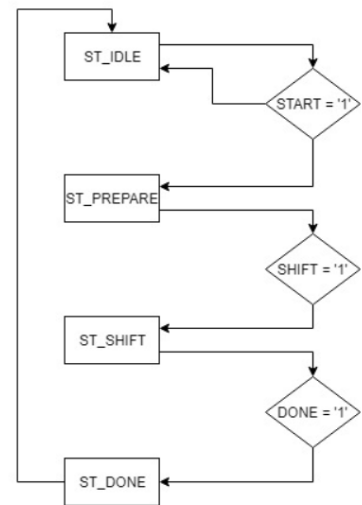 ST_IDLE
START = '1'
ST_PREPARE
SHIFT = '1'
ST_SHIFT
DONE = '1'
ST_DONE